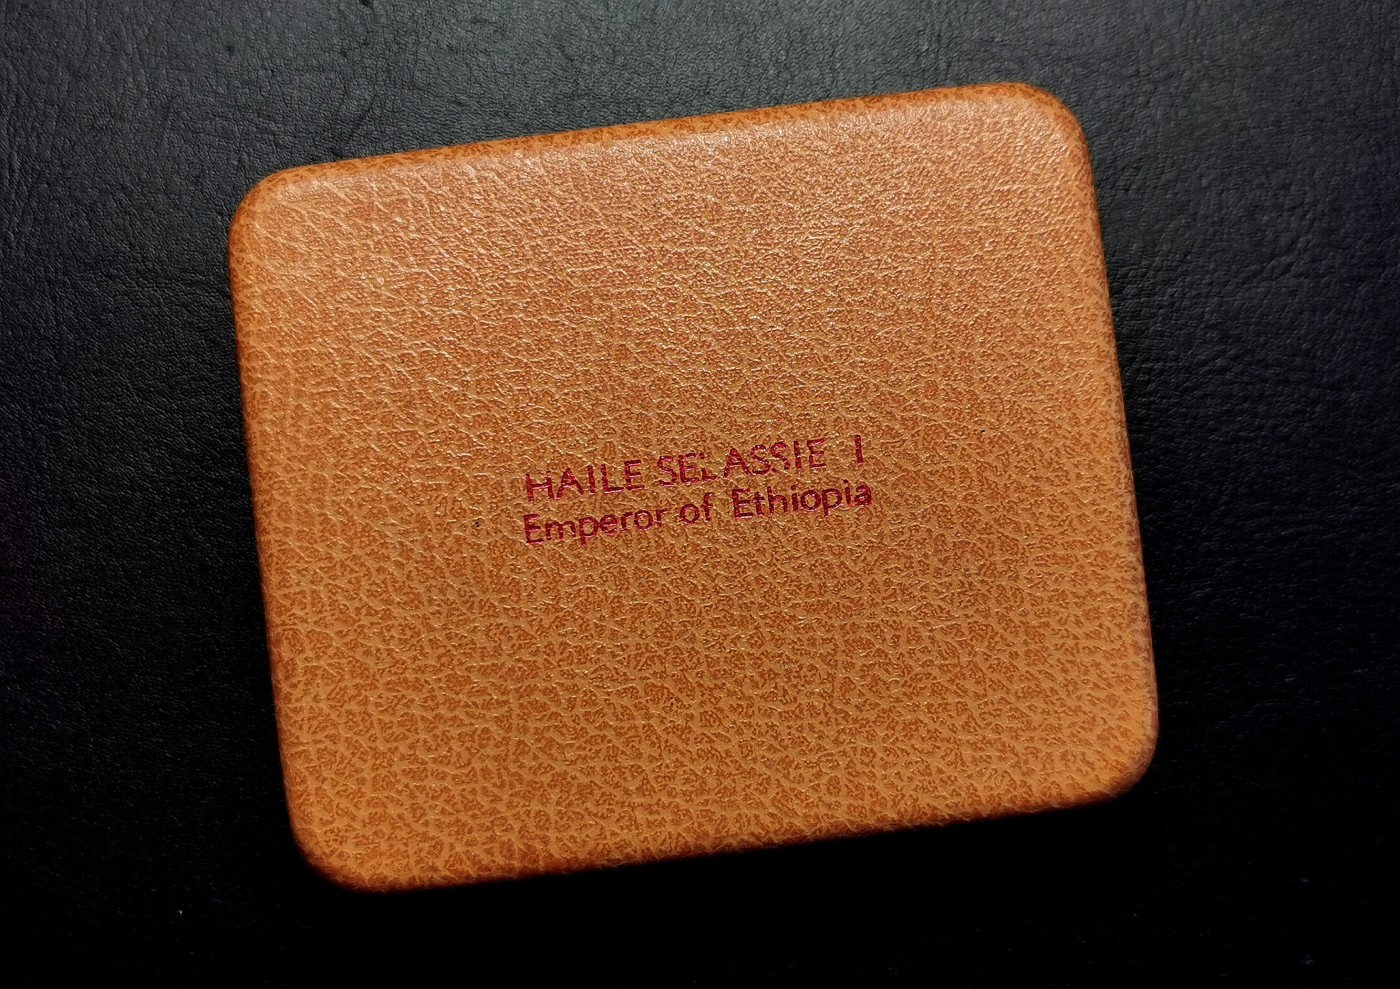 HAILE SELASSIE I
Emperor of Ethiopia